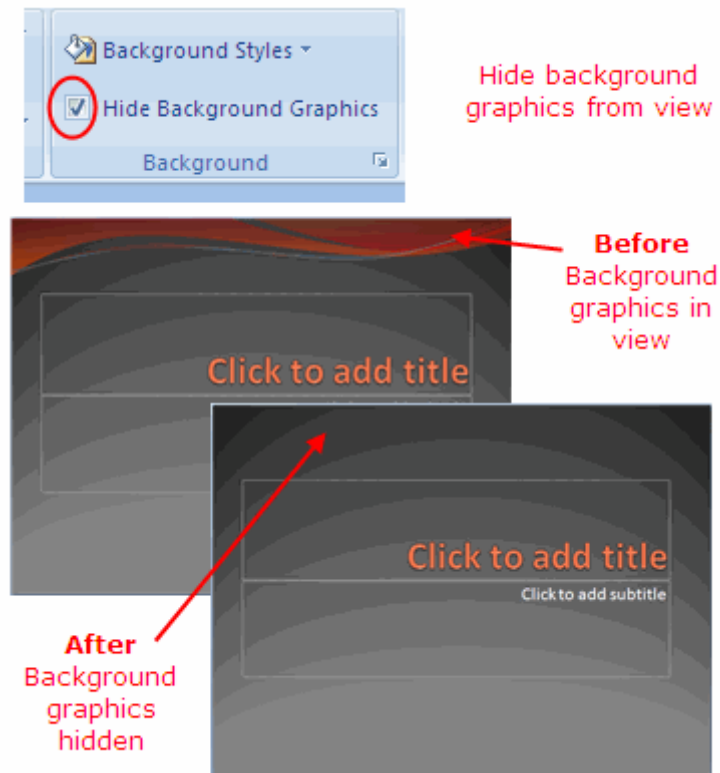 Background Styles
Hide Background Graphics
Background
Hide background
graphics from view
Before
Background
graphics in
view
Click to add title
Click to add title
Click to add subtitle
After
Background
graphics
hidden